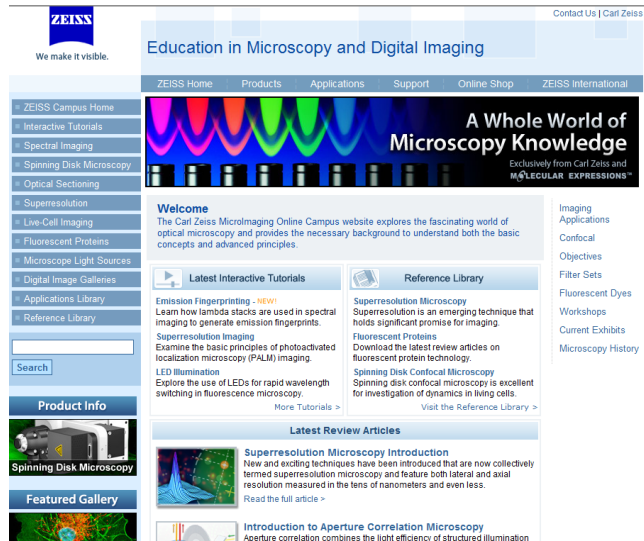 Contact Us | Carl Zeiss
ZEISS
We make it visible.
Education in Microscopy and Digital Imaging
ZEISS Home
Products
Applications
Support
Online Shop
ZEISS International
ZEISS Campus Home
Interactive Tutorials
Spectral Imaging
Spinning Disk Microscopy
Optical Sectioning
Superresolution
Live-Cell Imaging
Fluorescent Proteins
Microscope Light Sources
Digital Image Galleries
Applications Library
Reference Library
Search
Product Info
Spinning Disk Microscopy
Featured Gallery
A Whole World of
Microscopy Knowledge
Exclusively from Carl Zeiss and
MOLECULAR EXPRESSIONS™
Welcome
The Carl Zeiss MicroImaging Online Campus website explores the fascinating world of
optical microscopy and provides the necessary background to understand both the basic
concepts and advanced principles.
Latest Interactive Tutorials
Emission Fingerprinting - NEW!
Learn how lambda stacks are used in spectral
imaging to generate emission fingerprints.
Superresolution Imaging
Examine the basic principles of photoactivated
localization microscopy (PALM) imaging.
LED Illumination
Explore the use of LEDs for rapid wavelength
switching in fluorescence microscopy.
More Tutorials >
Reference Library
Superresolution Microscopy
Superresolution is an emerging technique that
holds significant promise for imaging.
Fluorescent Proteins
Download the latest review articles on
fluorescent protein technology.
Spinning Disk Confocal Microscopy
Spinning disk confocal microscopy is excellent
for investigation of dynamics in living cells.
Visit the Reference Library >
Latest Review Articles
Superresolution Microscopy Introduction
New and exciting techniques have been introduced that are now collectively
termed superresolution microscopy and feature both lateral and axial
resolution measured in the tens of nanometers and even less.
Read the full article >
Introduction to Aperture Correlation Microscopy
Aperture correlation combines the light efficiency of structured illumination
Imaging
Applications
Confocal
Objectives
Filter Sets
Fluorescent Dyes
Workshops
Current Exhibits
Microscopy History